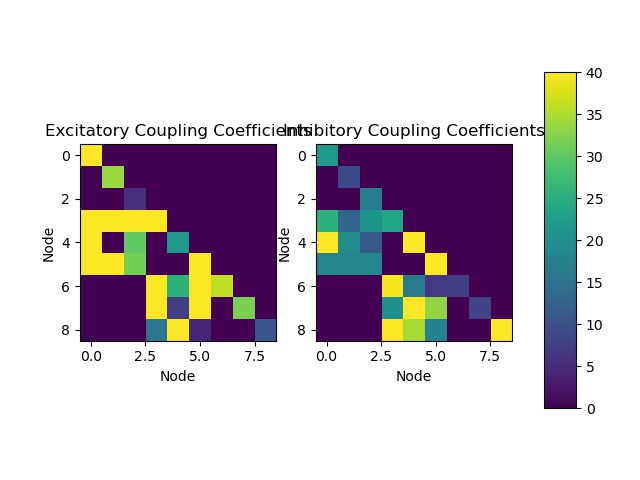 Excitatory Coupling Coefficients
Inhibitory Coupling Coefficients
0
2
4
6
8
Node
0.0 2.5 5.0 7.5
Node
0
2
4
6
8
Node
0.0 2.5 5.0 7.5
Node
40
35
30
25
20
15
10
5
0